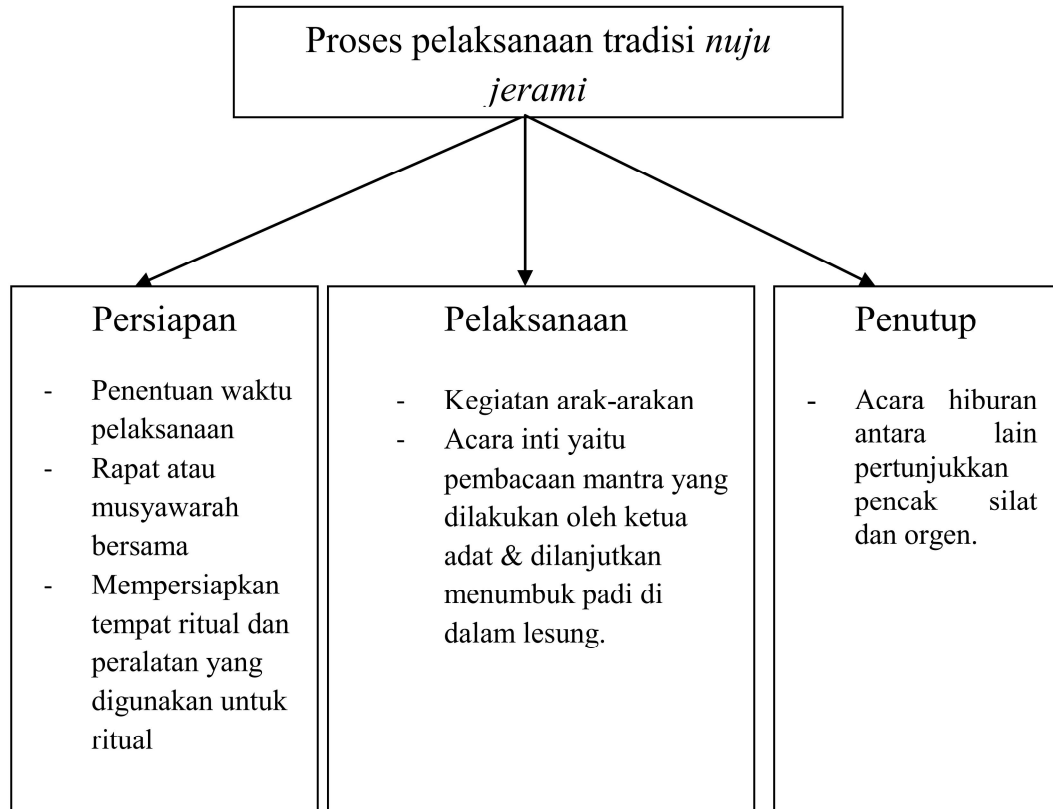 Proses pelaksanaan tradisi nuju
jerami
Persiapan
- Penentuan waktu
pelaksanaan
- Rapat atau
musyawarah
bersama
- Mempersiapkan
tempat ritual dan
peralatan yang
digunakan untuk
ritual
Pelaksanaan
- Kegiatan arak-arakan
- Acara inti yaitu
pembacaan mantra yang
dilakukan oleh ketua
adat & dilanjutkan
menumbuk padi di
dalam lesung.
Penutup
- Acara hiburan
antara lain
pertunjukkan
pencak silat
dan orgen.